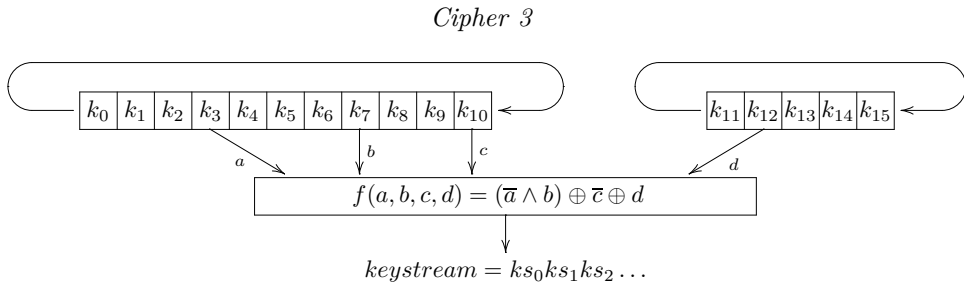 Cipher 3
k₀ k₁ k₂ k₃ k₄ k₅ k₆ k₇ k₈ k₉ k₁₀ k₁₁ k₁₂ k₁₃ k₁₄ k₁₅
a b c d
f(a, b, c, d) = (a̅ ∧ b) ⊕ c̅ ⊕ d
keystream = ks₀ks₁ks₂ . . .